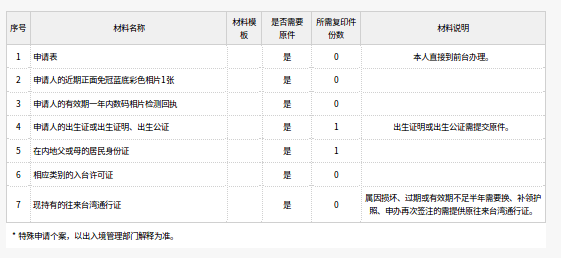 序号 材料名称 材料模板 是否需要原件 所需复印件份数 材料说明
1 申请表 是 0 本人直接到前台办理。
2 申请人的近期正面免冠蓝底彩色相片1张 是 0
3 申请人的有效期一年内数码相片检测回执 是 0
4 申请人的出生证或出生证明、出生公证 是 1 出生证明或出生公证需提交原件。
5 在内地父或母的居民身份证 是 1
6 相应类别的入台许可证 是 0
7 现持有的往来台湾通行证 是 0 属因损坏、过期或有效期不足半年需要换、补领护
照、申办再次签注的需提供原往来台湾通行证。
* 特殊申请个案，以出入境管理部门解释为准。